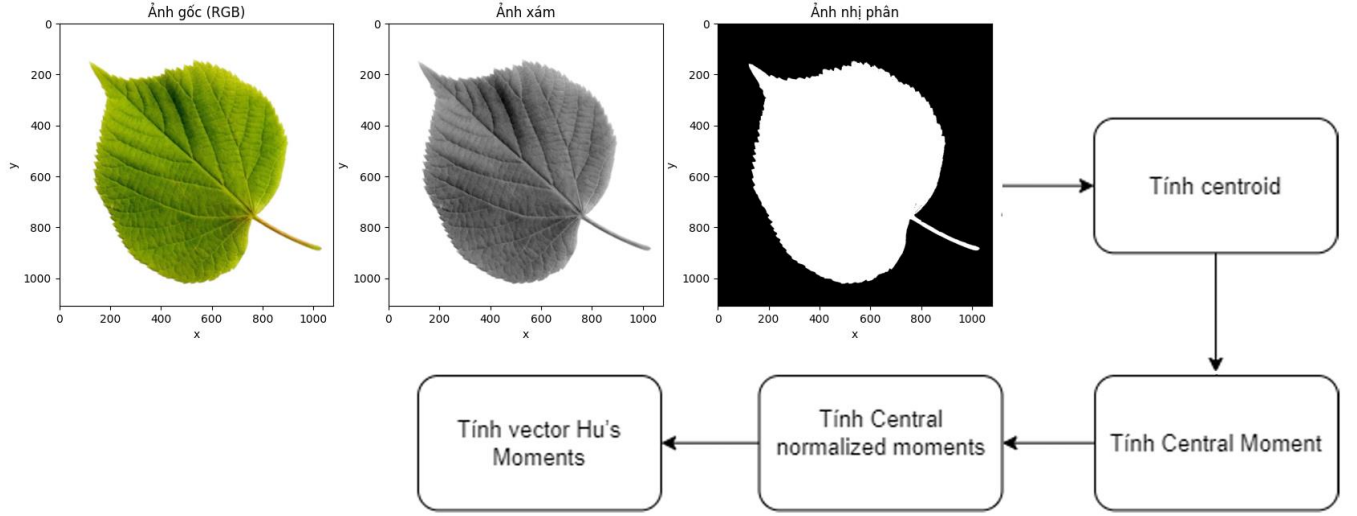 Ảnh gốc (RGB)
0
200
400
600
800
1000
y
0 200 400 600 800 1000
x
Ảnh xám
0
200
400
600
800
1000
y
0 200 400 600 800 1000
x
Ảnh nhị phân
0
200
400
600
800
1000
y
0 200 400 600 800 1000
x
Tính centroid
Tính Central Moment
Tính Central
normalized moments
Tính vector Hu's
Moments